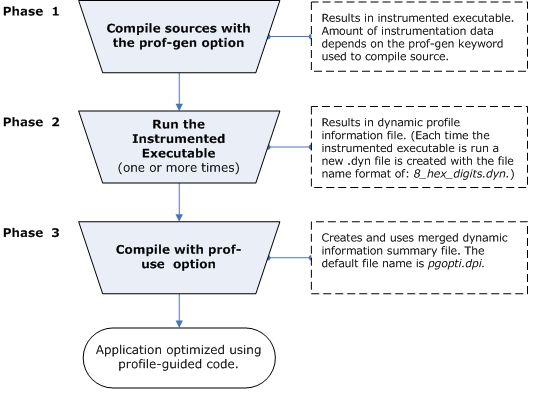 Phase 1
Compile sources with
the prof-gen option
Results in instrumented executable.
Amount of instrumentation data
depends on the prof-gen keyword
used to compile source.
Phase 2
Run the
Instrumented
Executable
(one or more times)
Results in dynamic profile
information file. (Each time the
instrumented executable is run a
new .dyn file is created with the file
name format of: 8_hex_digits.dyn.)
Phase 3
Compile with prof-
use option
Creates and uses merged dynamic
information summary file. The
default file name is pgopti.dpi.
Application optimized using
profile-guided code.